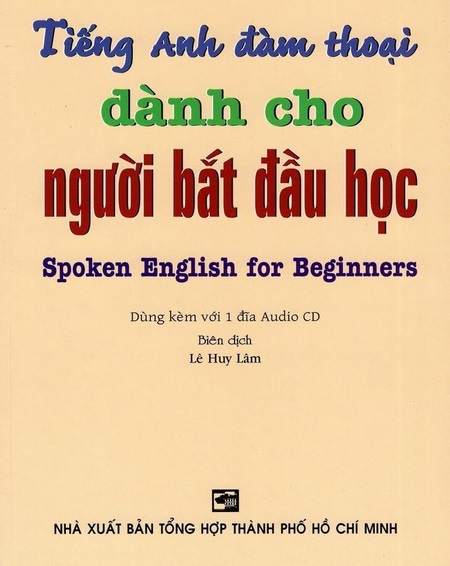 Tiếng Anh đàm thoại
dành cho
người bắt đầu học
Spoken English for Beginners
Dùng kèm với 1 đĩa Audio CD
Biên dịch
Lê Huy Lâm
NHÀ XUẤT BẢN TỔNG HỢP THÀNH PHỐ HỒ CHÍ MINH